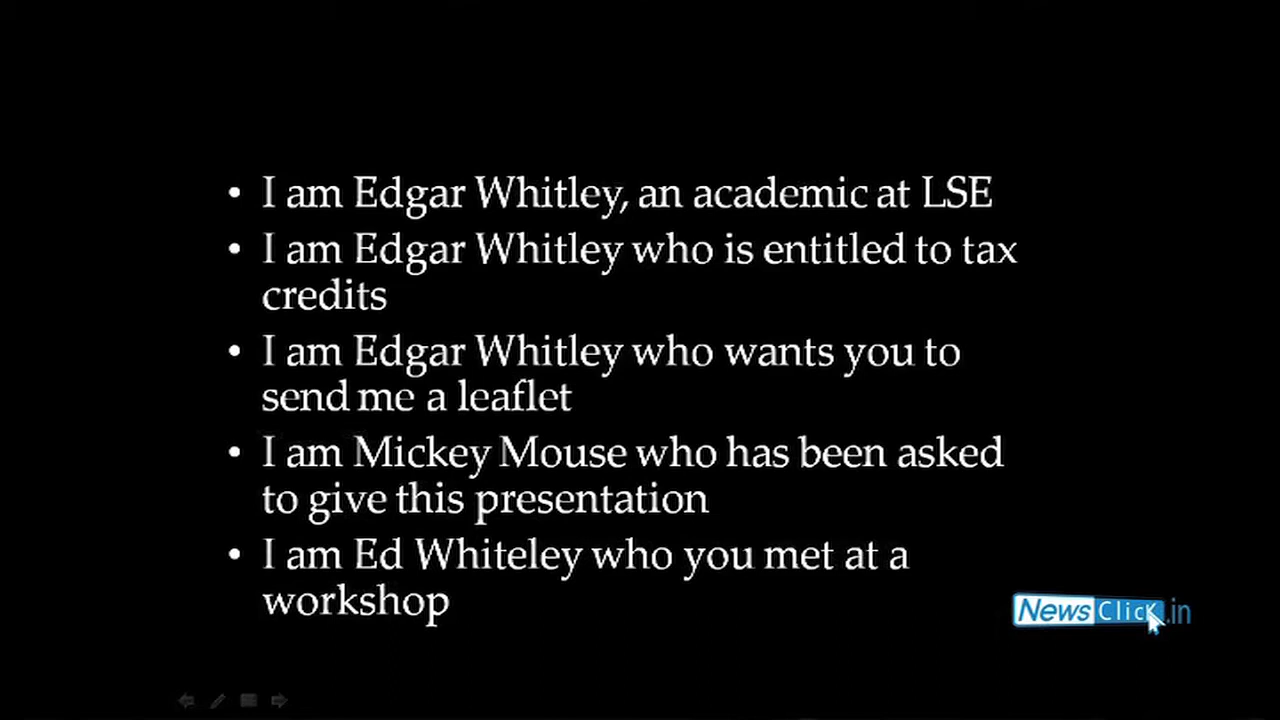 • I am Edgar Whitley, an academic at LSE
• I am Edgar Whitley who is entitled to tax
credits
• I am Edgar Whitley who wants you to
send me a leaflet
• I am Mickey Mouse who has been asked
to give this presentation
• I am Ed Whiteley who you met at a
workshop
NewsClick.in